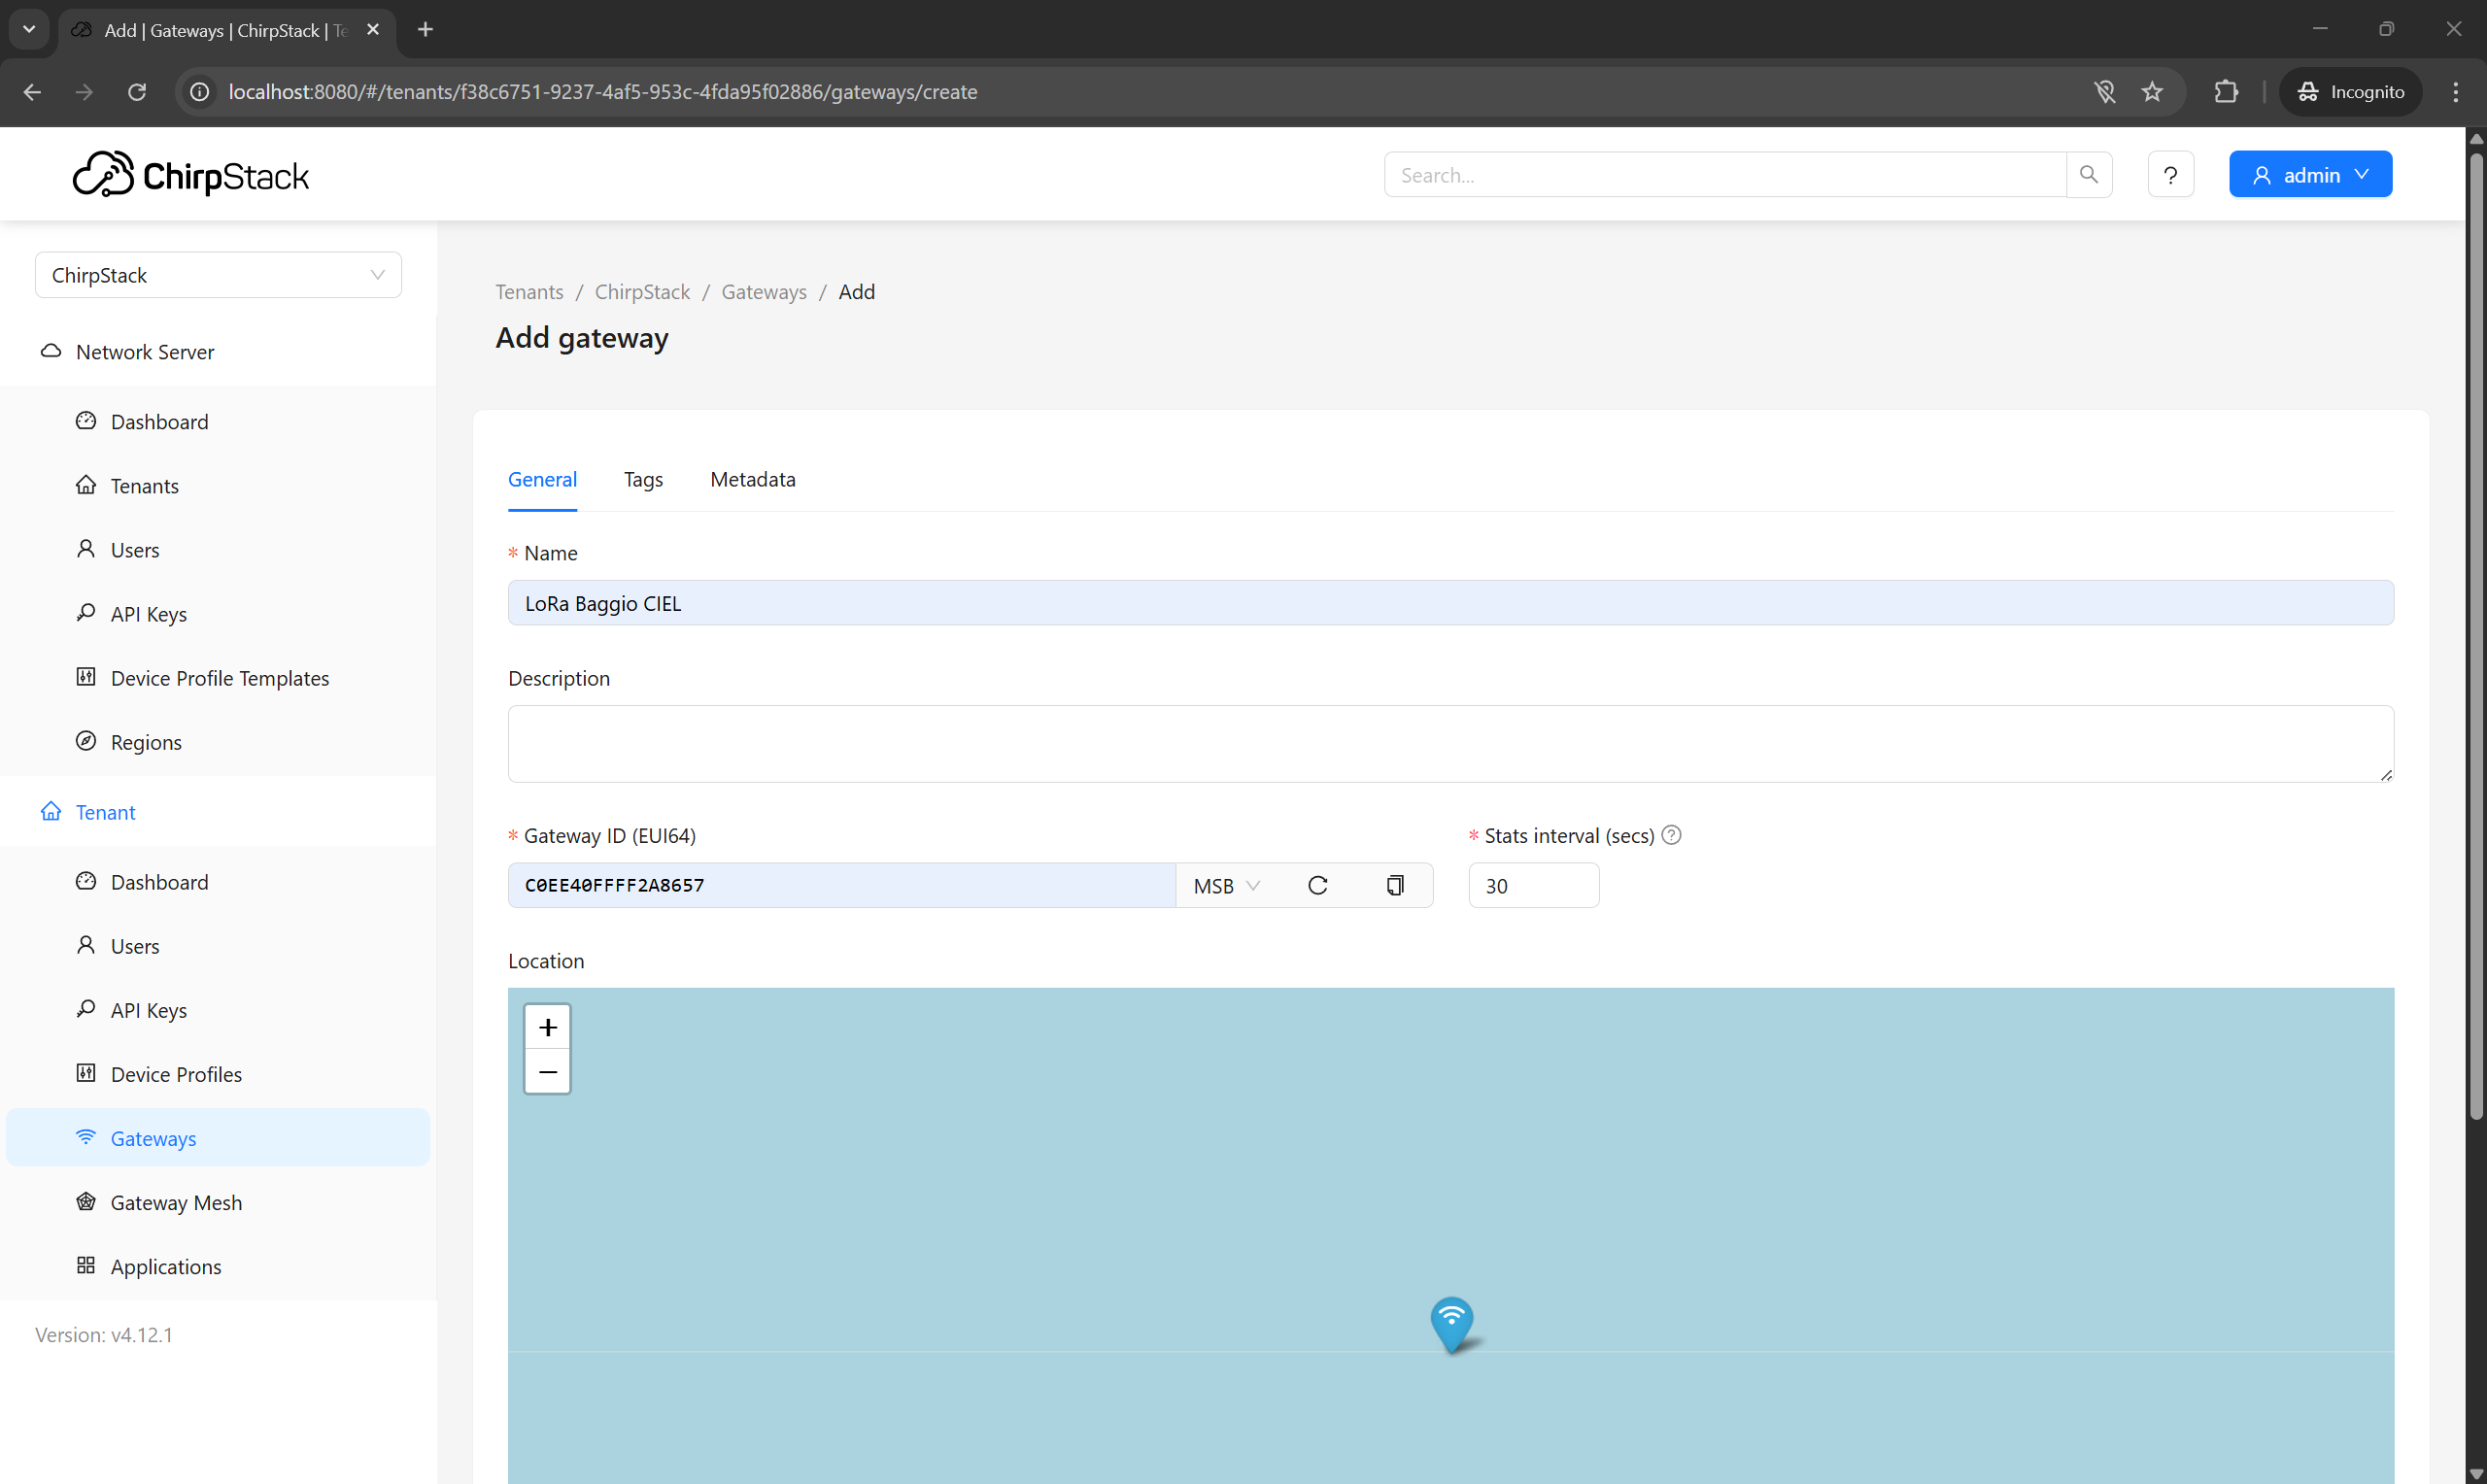 Add | Gateways | ChirpStack | Te
localhost:8080/#/tenants/f38c6751-9237-4af5-953c-4fda95f02886/gateways/create
Incognito
ChirpStack
Search...
?
admin
ChirpStack
Network Server
Dashboard
Tenants
Users
API Keys
Device Profile Templates
Regions
Tenant
Dashboard
Users
API Keys
Device Profiles
Gateways
Gateway Mesh
Applications
Version: v4.12.1
Tenants / ChirpStack / Gateways / Add
Add gateway
General Tags Metadata
* Name
LoRa Baggio CIEL
Description
* Gateway ID (EUI64)
C0EE40FFFF2A8657
MSB
* Stats interval (secs)
30
Location
+
−